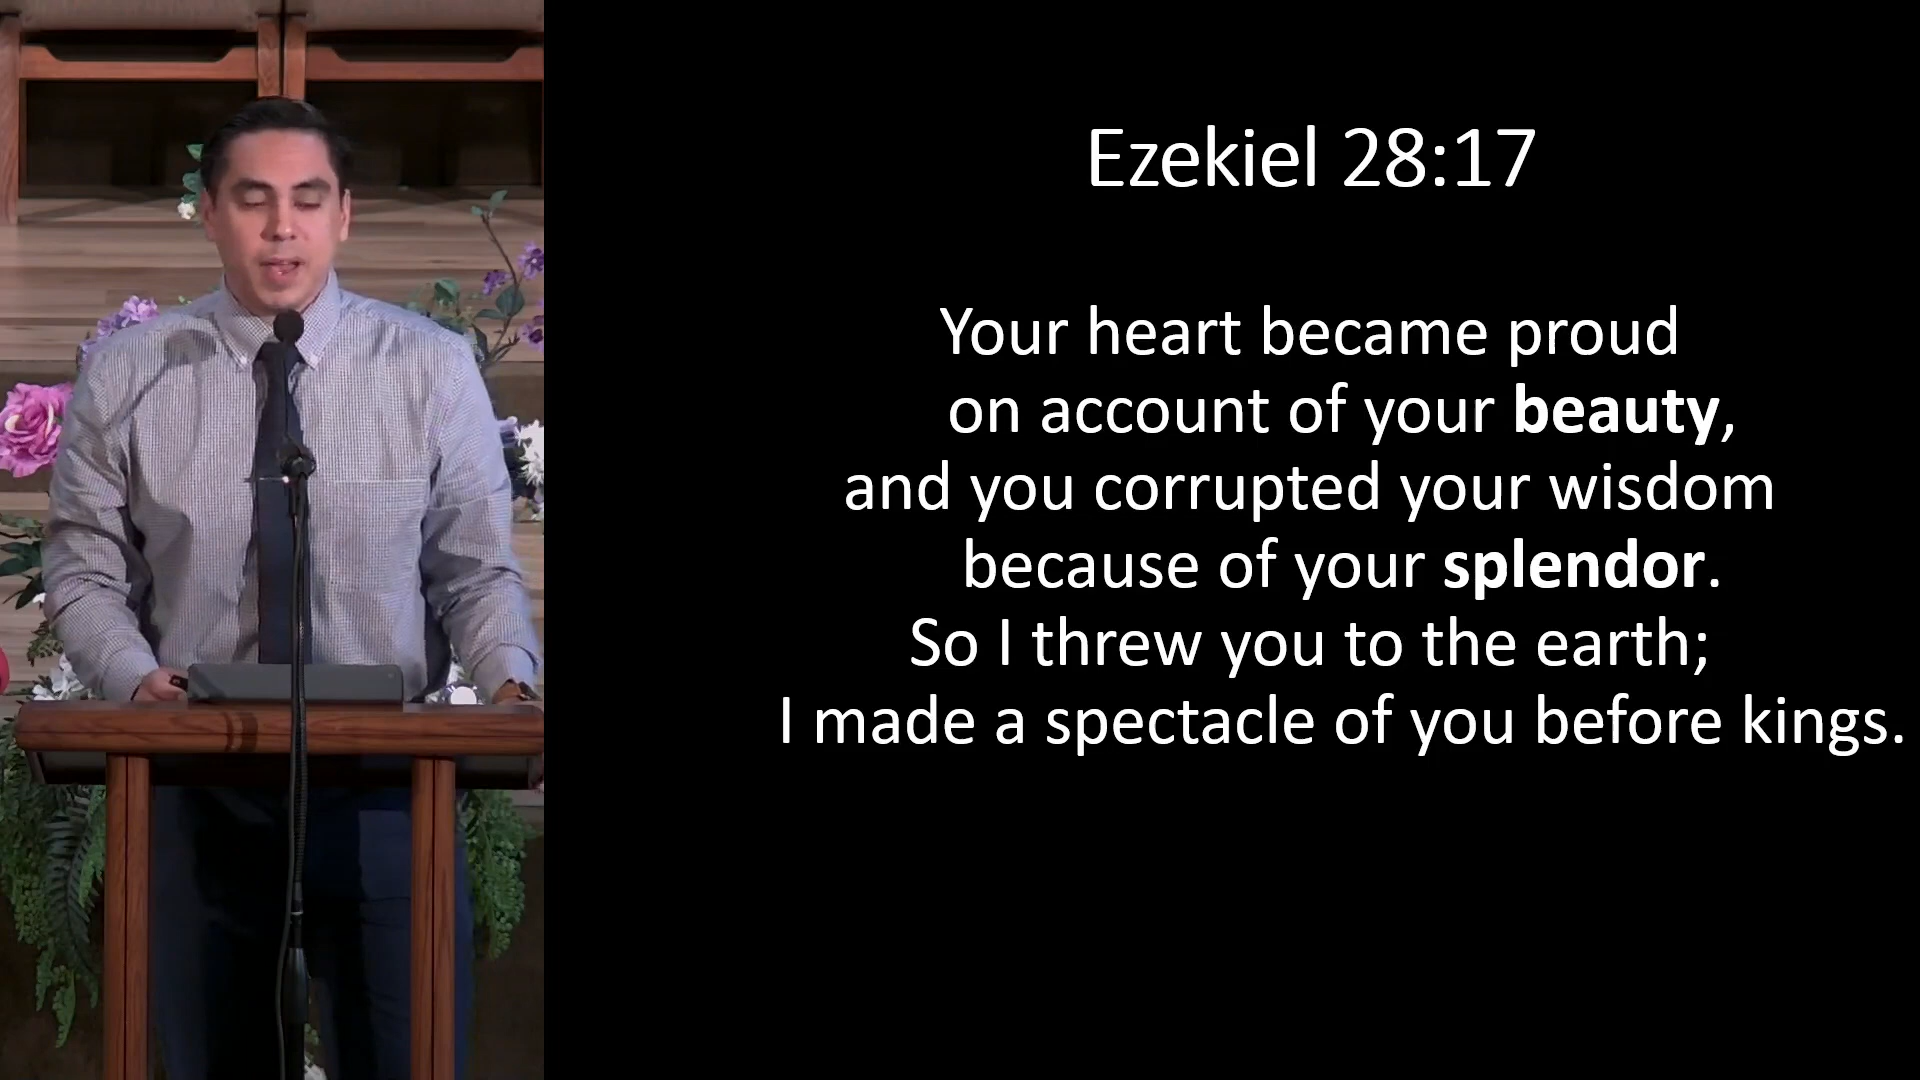 Ezekiel 28:17
Your heart became proud
on account of your beauty,
and you corrupted your wisdom
because of your splendor.
So I threw you to the earth;
I made a spectacle of you before kings.